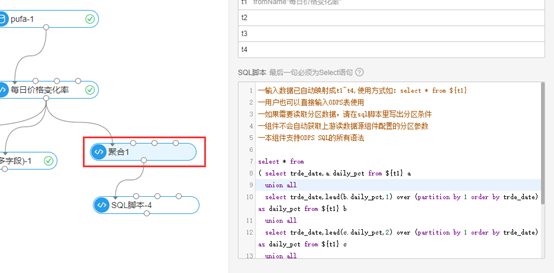 pufa-1
每日价格变化率
多字段)-1
聚合1
SQL脚本-4
t1 fromName"每日价格变化率"
t2
t3
t4
SQL脚本 最后一句必须为Select语句
1 —输入数据已自动映射成t1~t4，使用方式如：select * from ${t1}
2 —用户也可以直接输入ODPS表使用
3 —如果需要读取分区数据，请在sql脚本里写出分区条件
4 —组件不会自动获取上游读数据源组件配置的分区参数
5 —本组件支持ODPS SQL的所有语法
6
7 select * from
8 ( select trde_date,a.daily_pct from ${t1} a
9 union all
10 select trde_date,lead(b.daily_pct,1) over (partition by 1 order by trde_date)
as daily_pct from ${t1} b
11 union all
12 select trde_date,lead(c.daily_pct,2) over (partition by 1 order by trde_date)
as daily_pct from ${t1} c
13 union all